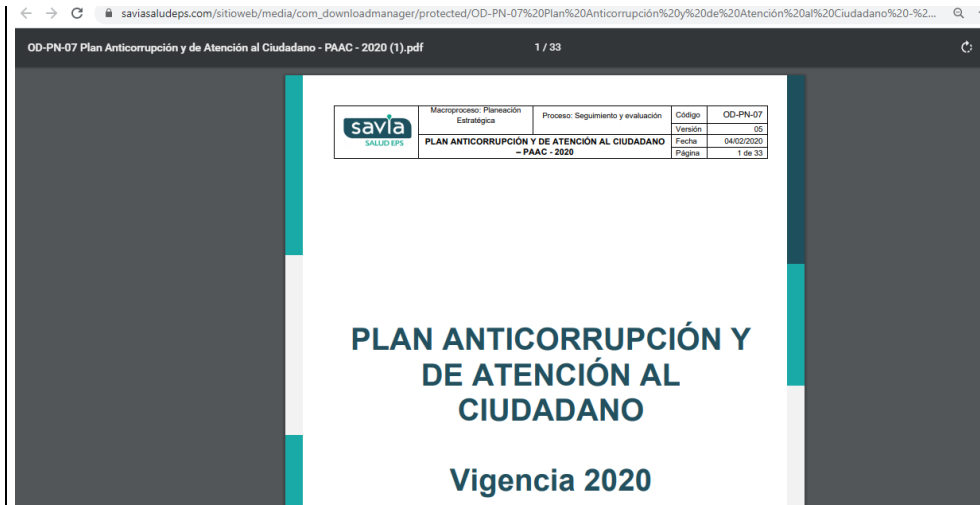 saviasaludeps.com/sitioweb/media/com_downloadmanager/protected/OD-PN-07%20Plan%20Anticorrupción%20y%20de%20Atención%20al%20Ciudadano%20-%2...
OD-PN-07 Plan Anticorrupción y de Atención al Ciudadano - PAAC - 2020 (1).pdf 1 / 33
savia
SALUD EPS
Macroproceso: Planeación
Estratégica
Proceso: Seguimiento y evaluación
Código OD-PN-07
Versión 05
PLAN ANTICORRUPCIÓN Y DE ATENCIÓN AL CIUDADANO
– PAAC - 2020
Fecha 04/02/2020
Página 1 de 33
PLAN ANTICORRUPCIÓN Y
DE ATENCIÓN AL
CIUDADANO
Vigencia 2020